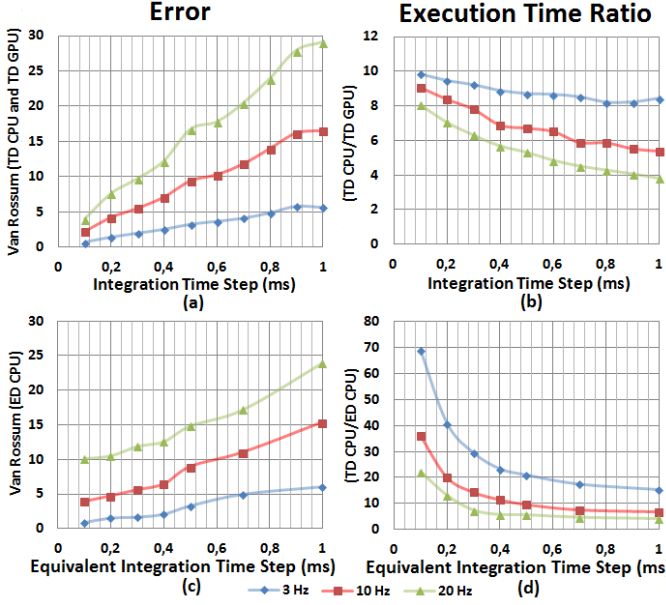 Error
Execution Time Ratio
Van Rossum (TD CPU and TD GPU)
30
25
20
15
10
5
0
0 0,2 0,4 0,6 0,8 1
Integration Time Step (ms)
(a)
(TD CPU/TD GPU)
12
10
8
6
4
2
0
0 0,2 0,4 0,6 0,8 1
Integration Time Step (ms)
(b)
Van Rossum (ED CPU)
30
25
20
15
10
5
0
0 0,2 0,4 0,6 0,8 1
Equivalent Integration Time Step (ms)
(c)
(TD CPU/ED CPU)
80
70
60
50
40
30
20
10
0
0 0,2 0,4 0,6 0,8 1
Equivalent Integration Time Step (ms
(d)
3 Hz 10 Hz 20 Hz